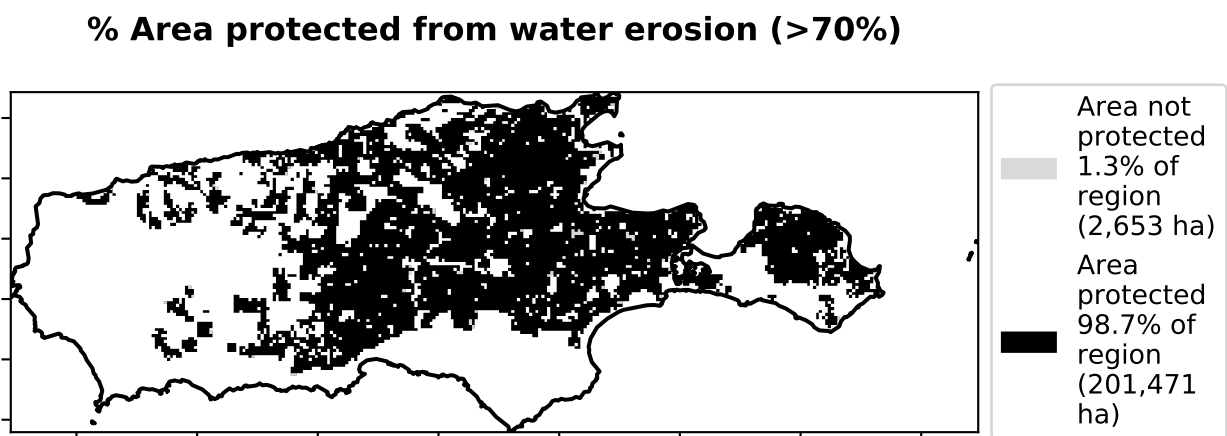 % Area protected from water erosion (>70%)
Area not
protected
1.3% of
region
(2,653 ha)
Area
protected
98.7% of
region
(201,471
ha)